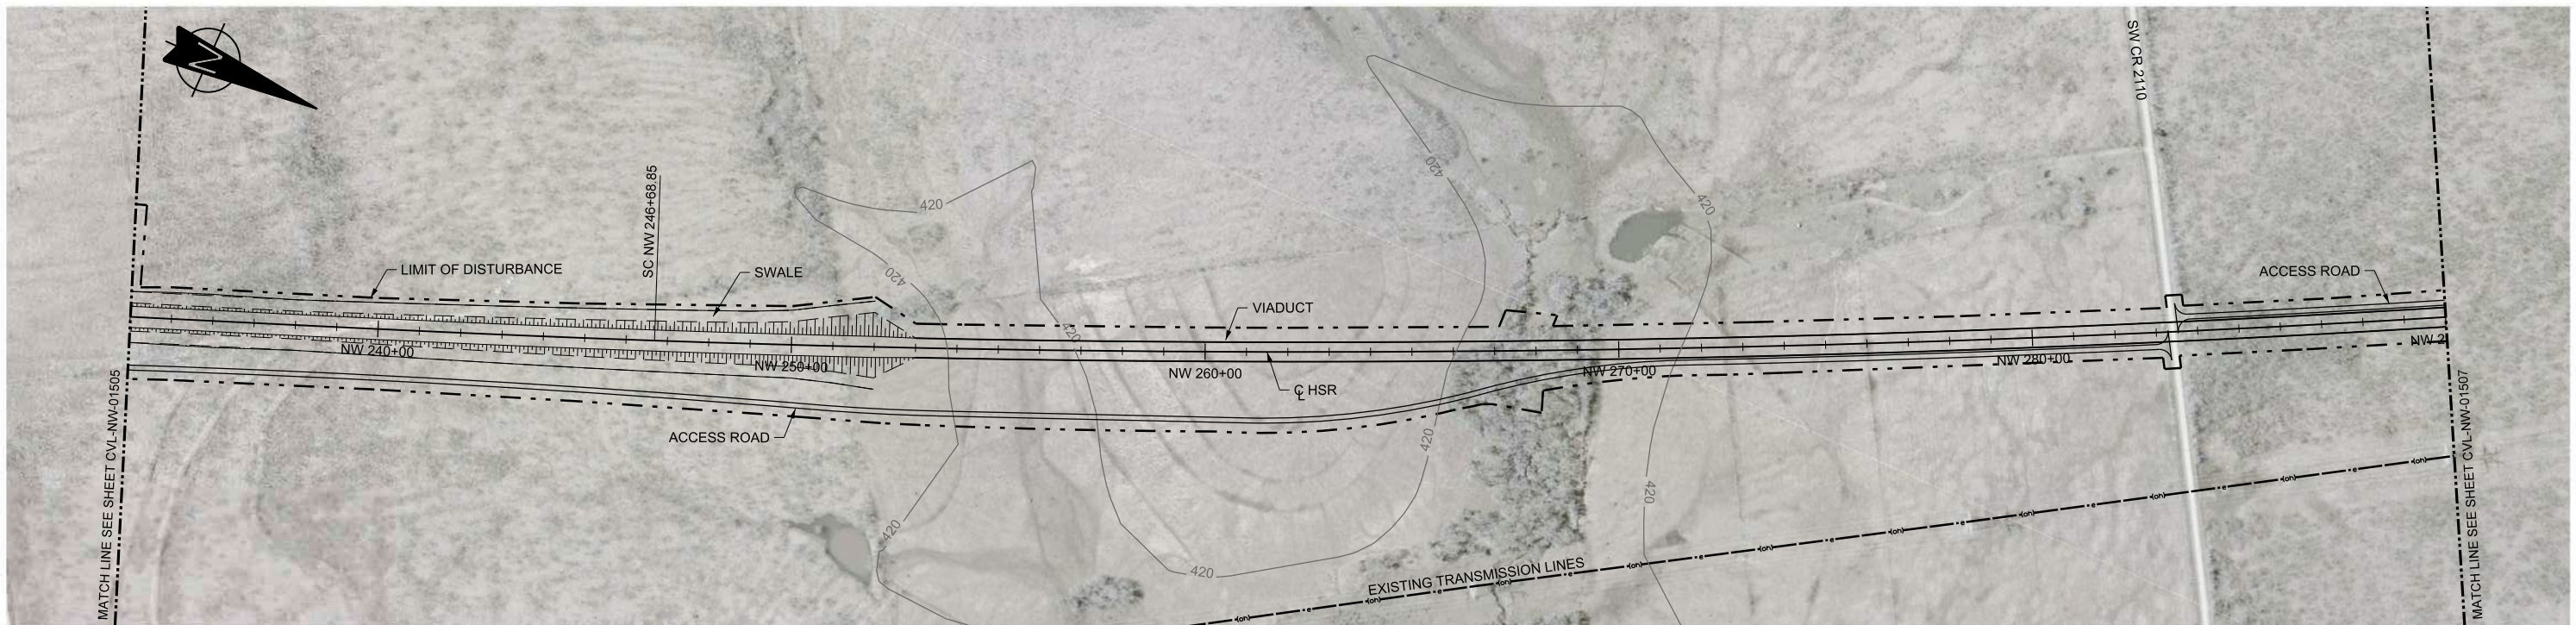 N
SW CR 2110
420
420
420
SC NW 246+68.85
LIMIT OF DISTURBANCE
SWALE
420
ACCESS ROAD
VIADUCT
420
NW 240+00
NW 250+00
NW 260+00
NW 270+00
NW 280+00
NW 2
℄ HSR
ACCESS ROAD
420
420
420
420
EXISTING TRANSMISSION LINES
MATCH LINE SEE SHEET CVL-NW-01505
MATCH LINE SEE SHEET CVL-NW-01507